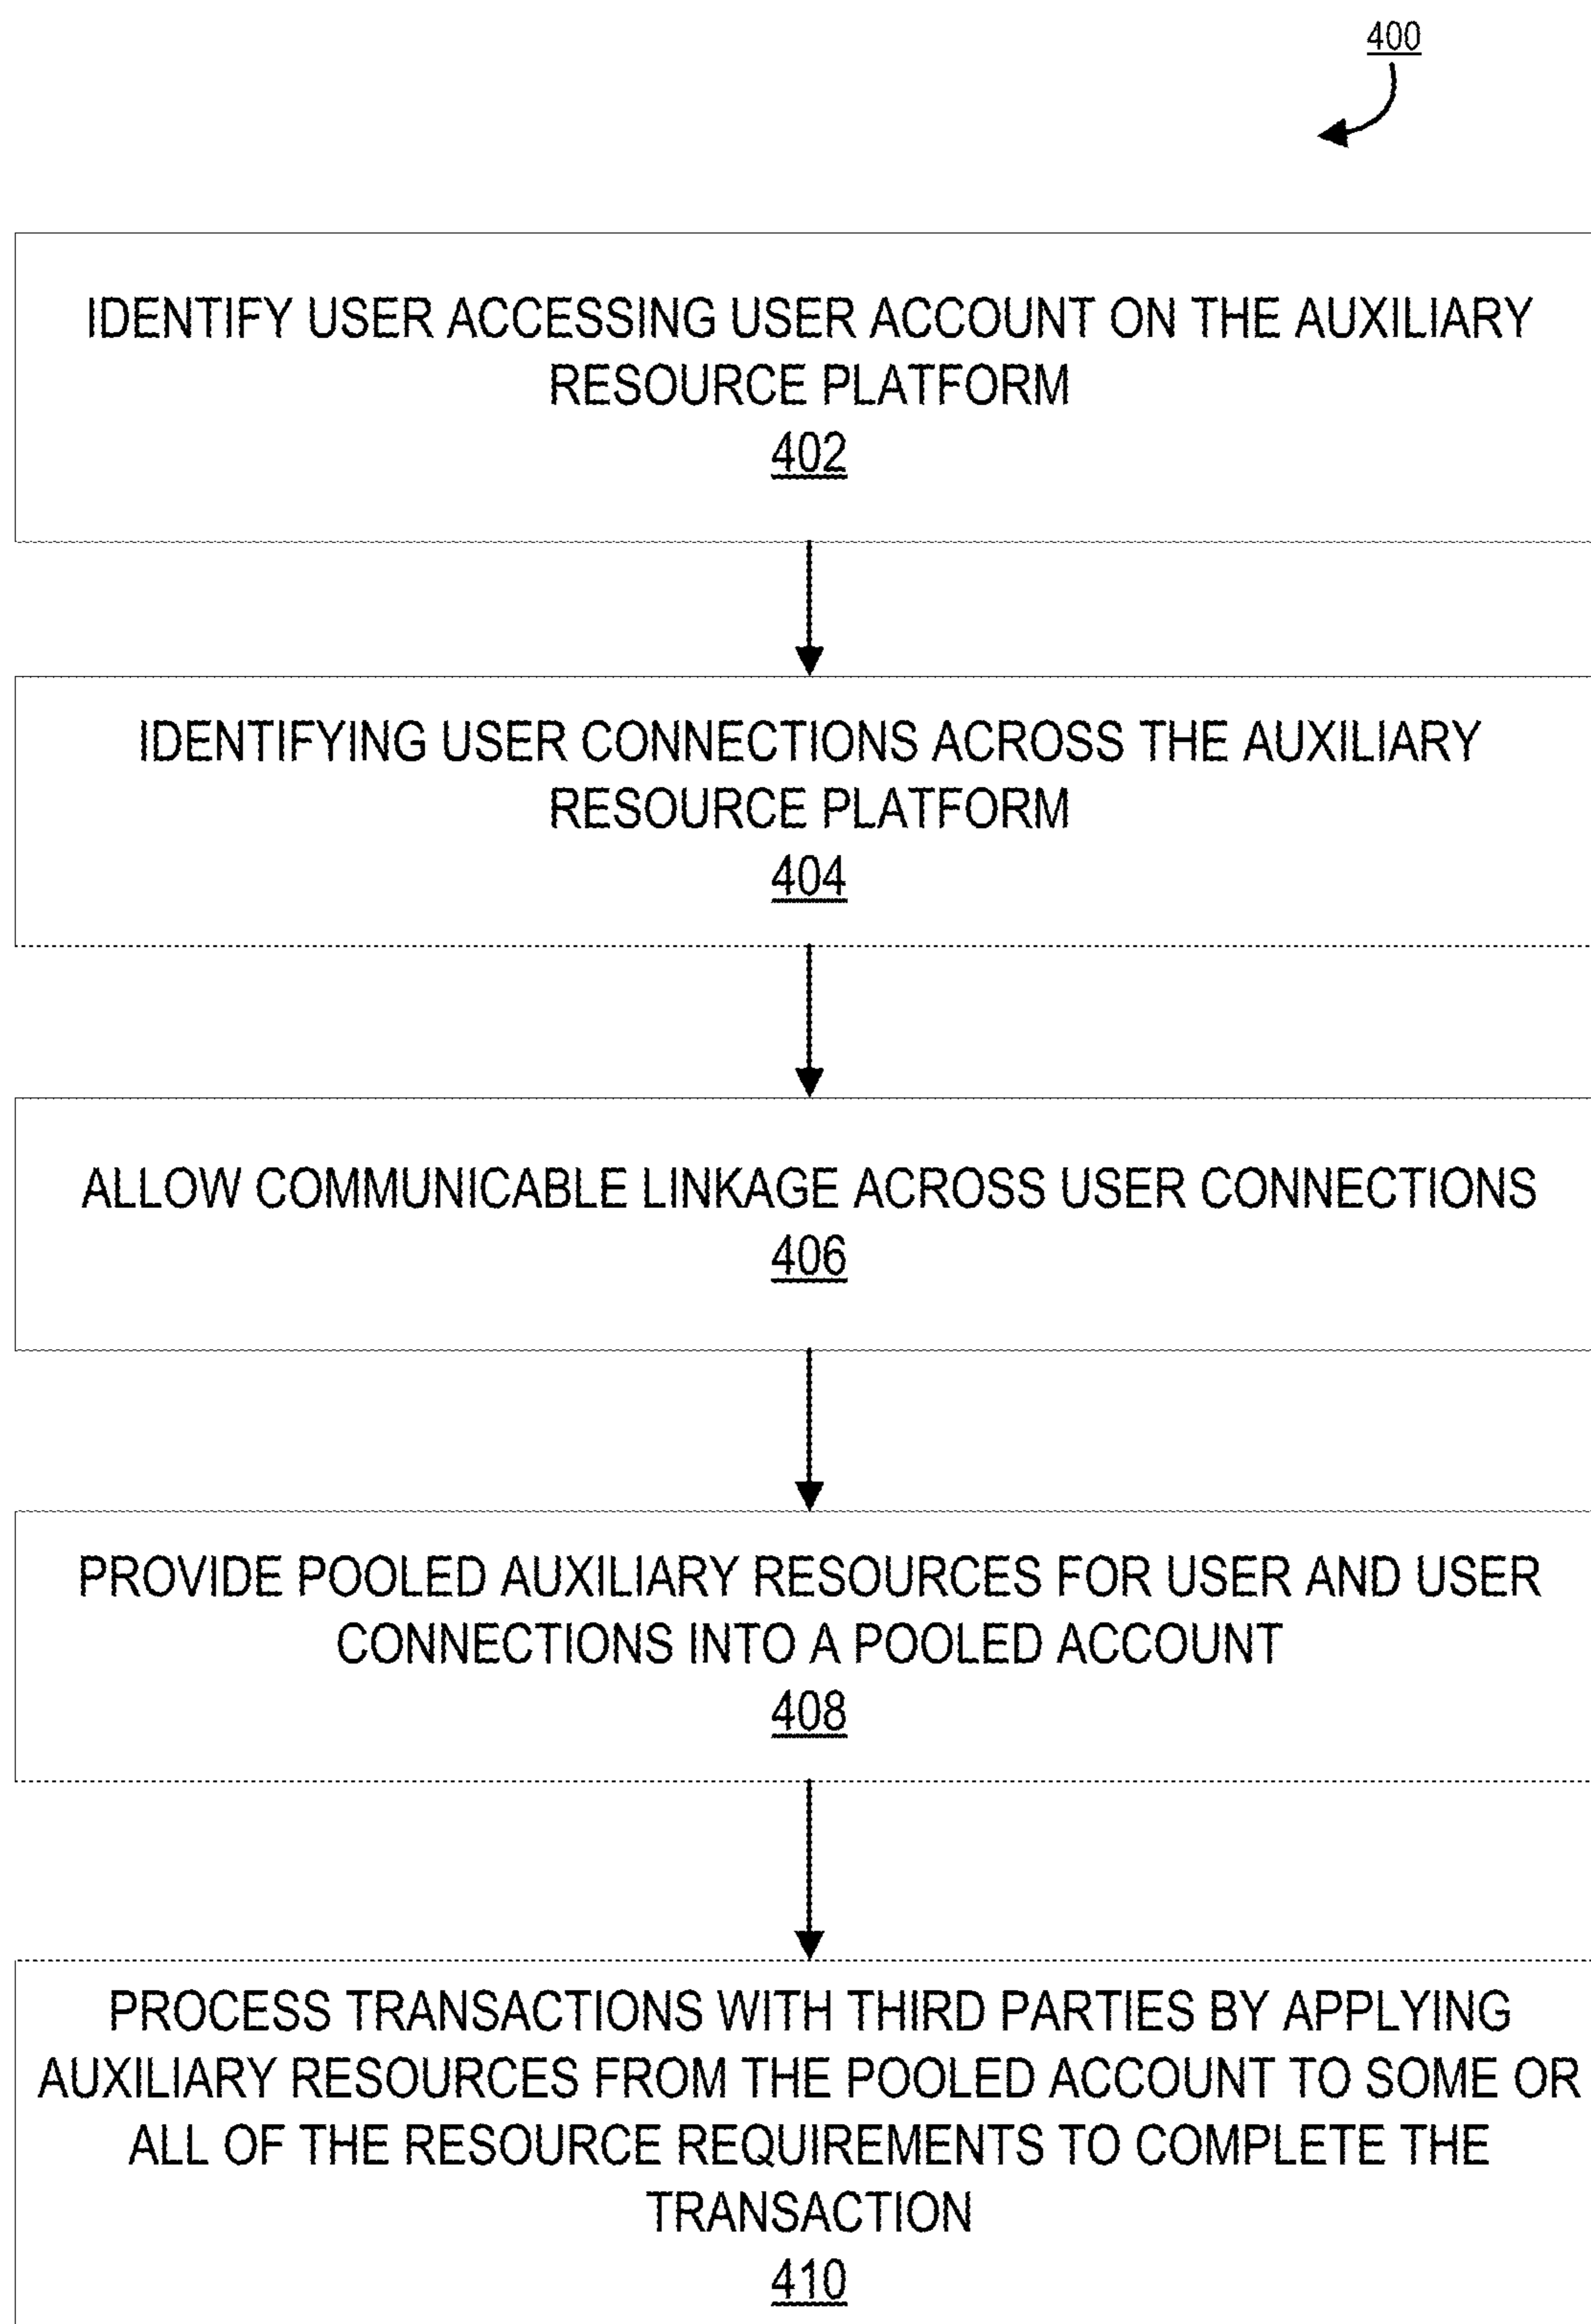 400
IDENTIFY USER ACCESSING USER ACCOUNT ON THE AUXILIARY
RESOURCE PLATFORM
402
IDENTIFYING USER CONNECTIONS ACROSS THE AUXILIARY
RESOURCE PLATFORM
404
ALLOW COMMUNICABLE LINKAGE ACROSS USER CONNECTIONS
406
PROVIDE POOLED AUXILIARY RESOURCES FOR USER AND USER
CONNECTIONS INTO A POOLED ACCOUNT
408
PROCESS TRANSACTIONS WITH THIRD PARTIES BY APPLYING
AUXILIARY RESOURCES FROM THE POOLED ACCOUNT TO SOME OR
ALL OF THE RESOURCE REQUIREMENTS TO COMPLETE THE
TRANSACTION
410